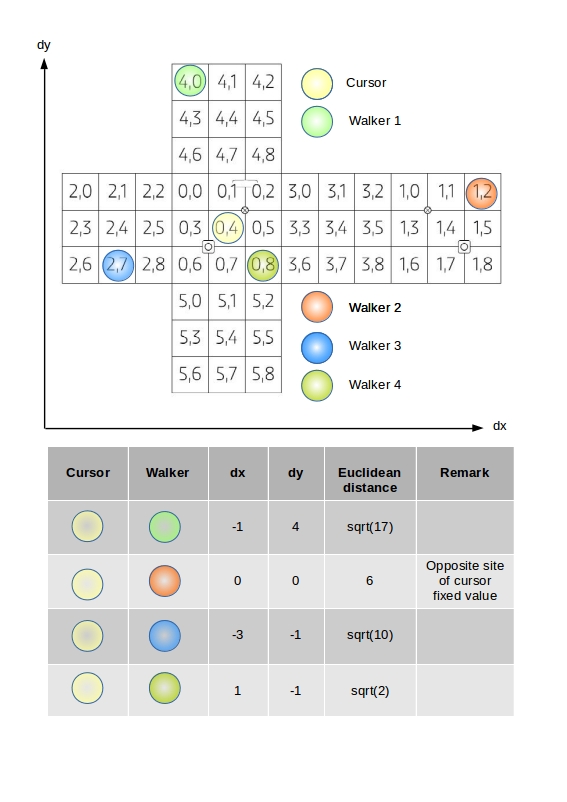 dy
4,0 4,1 4,2 Cursor
4,3 4,4 4,5 Walker 1
4,6 4,7 4,8
2,0 2,1 2,2 0,0 0,1 0,2 3,0 3,1 3,2 1,0 1,1 1,2
2,3 2,4 2,5 0,3 0,4 0,5 3,3 3,4 3,5 1,3 1,4 1,5
2,6 2,7 2,8 0,6 0,7 0,8 3,6 3,7 3,8 1,6 1,7 1,8
5,0 5,1 5,2 Walker 2
5,3 5,4 5,5 Walker 3
5,6 5,7 5,8 Walker 4
dx
Cursor Walker dx dy Euclidean distance Remark
-1 4 sqrt(17)
0 0 6 Opposite site of cursor fixed value
-3 -1 sqrt(10)
1 -1 sqrt(2)